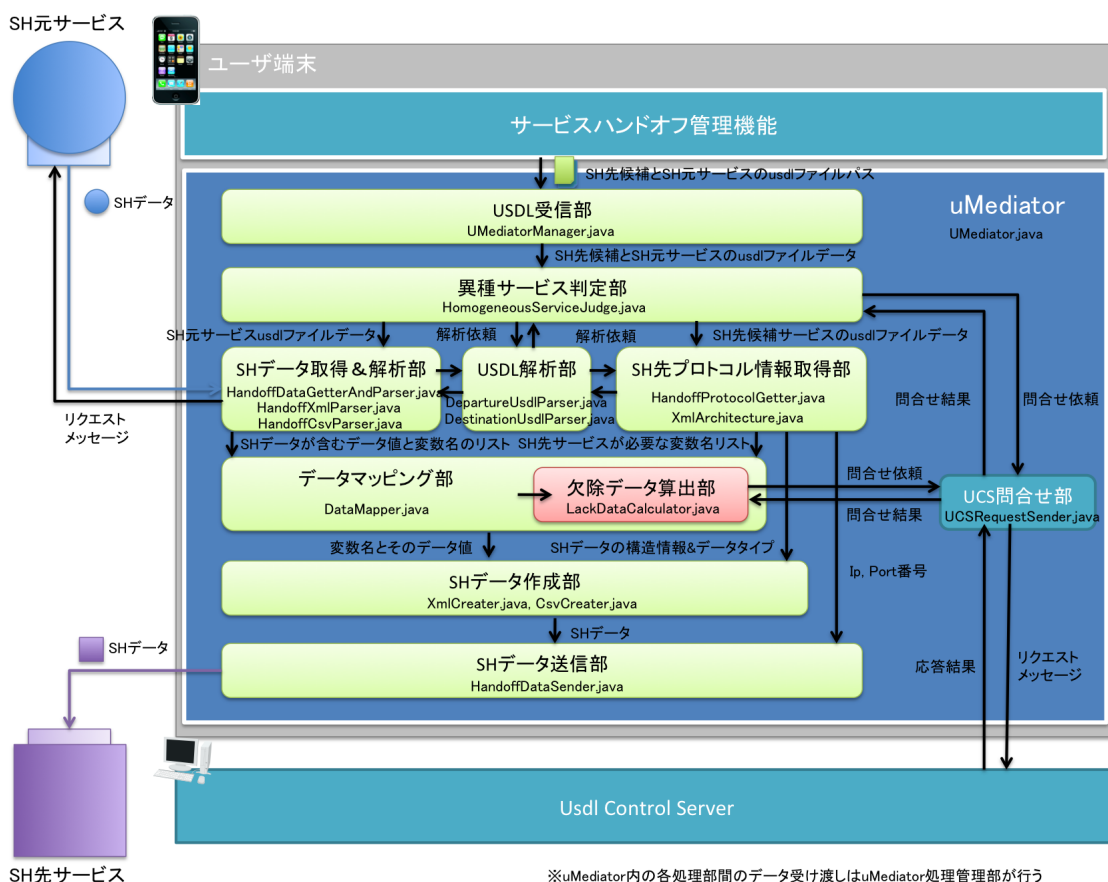 SH元サービス
ユーザ端末
サービスハンドオフ管理機能
SH先候補とSH元サービスのusdlファイルパス
uMediator
UMediator.java
SHデータ
USDL受信部
UMediatorManager.java
SH先候補とSH元サービスのusdlファイルデータ
異種サービス判定部
HomogeneousServiceJudge.java
SH元サービスusdlファイルデータ
解析依頼
解析依頼
SH先候補サービスのusdlファイルデータ
SHデータ取得&解析部
HandoffDataGetterAndParser.java
HandoffXmlParser.java
HandoffCsvParser.java
USDL解析部
DepartureUsdlParser.java
DestinationUsdlParser.java
SH先プロトコル情報取得部
HandoffProtocolGetter.java
XmlArchitecture.java
問合せ結果
問合せ依頼
リクエスト
メッセージ
SHデータが含むデータ値と変数名のリスト
SH先サービスが必要な変数名リスト
データマッピング部
DataMapper.java
欠除データ算出部
LackDataCalculator.java
問合せ依頼
問合せ結果
UCS問合せ部
UCSRequestSender.java
変数名とそのデータ値
SHデータの構造情報&データタイプ
Ip, Port番号
SHデータ作成部
XmlCreater.java, CsvCreater.java
SHデータ
SHデータ
SHデータ送信部
HandoffDataSender.java
応答結果
リクエスト
メッセージ
Usdl Control Server
SH先サービス
※uMediator内の各処理部間のデータ受け渡しはuMediator処理管理部が行う